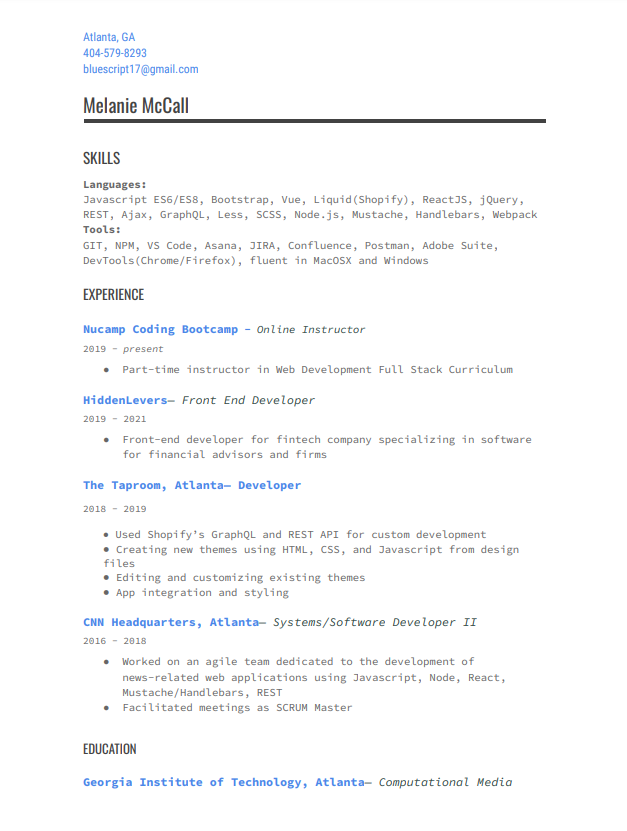 Atlanta, GA
404-579-8293
bluescript17@gmail.com
Melanie McCall
SKILLS
Languages:
Javascript ES6/ES8, Bootstrap, Vue, Liquid(Shopify), ReactJS, jQuery,
REST, Ajax, GraphQL, Less, SCSS, Node.js, Mustache, Handlebars, Webpack
Tools:
GIT, NPM, VS Code, Asana, JIRA, Confluence, Postman, Adobe Suite,
DevTools(Chrome/Firefox), fluent in MacOSX and Windows
EXPERIENCE
Nucamp Coding Bootcamp - Online Instructor
2019 - present
● Part-time instructor in Web Development Full Stack Curriculum
HiddenLevers— Front End Developer
2019 - 2021
● Front-end developer for fintech company specializing in software
for financial advisors and firms
The Taproom, Atlanta— Developer
2018 - 2019
● Used Shopify’s GraphQL and REST API for custom development
● Creating new themes using HTML, CSS, and Javascript from design
files
● Editing and customizing existing themes
● App integration and styling
CNN Headquarters, Atlanta— Systems/Software Developer II
2016 - 2018
● Worked on an agile team dedicated to the development of
news-related web applications using Javascript, Node, React,
Mustache/Handlebars, REST
● Facilitated meetings as SCRUM Master
EDUCATION
Georgia Institute of Technology, Atlanta— Computational Media